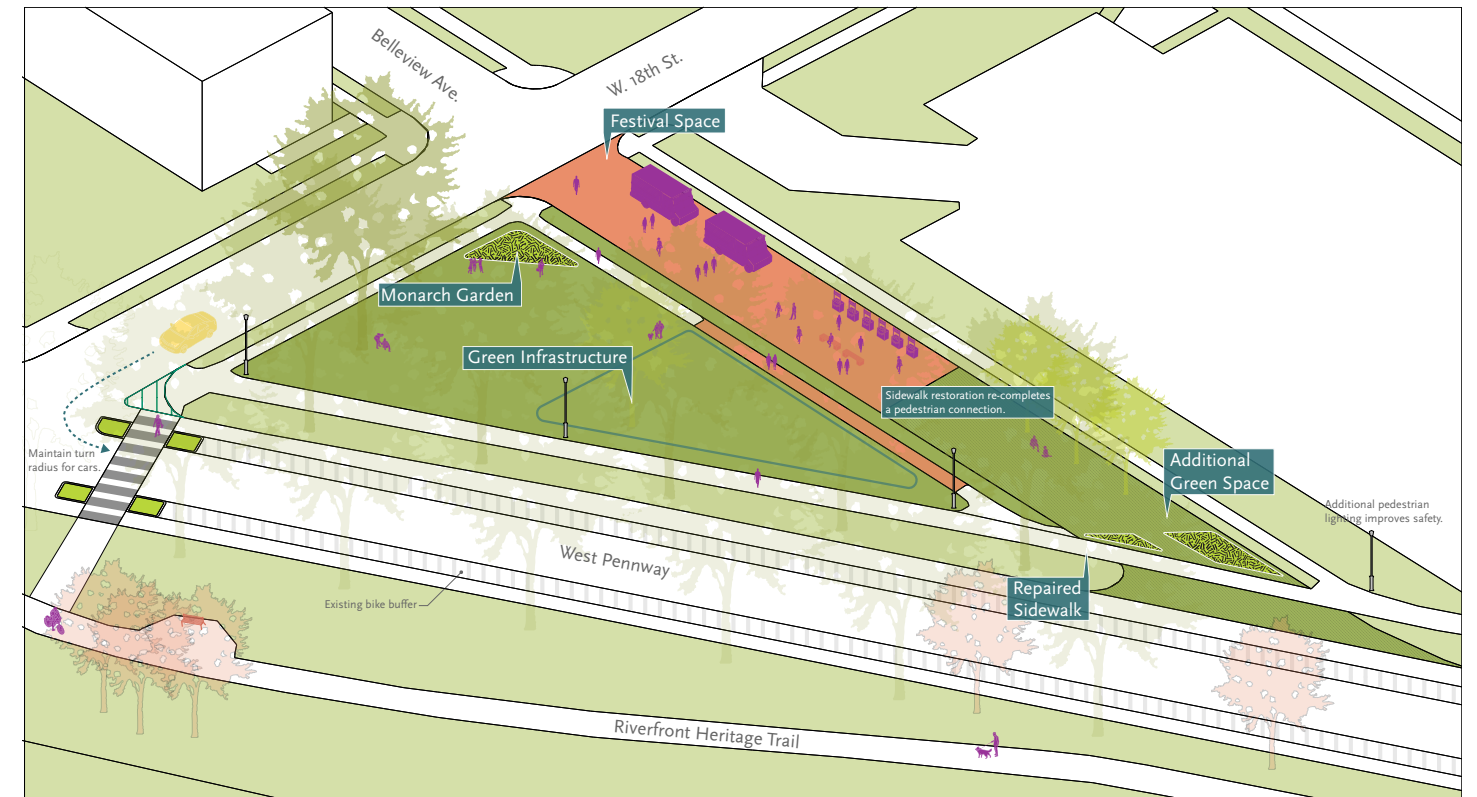 Belleview Ave.
W. 18th St.
Festival Space
Monarch Garden
Green Infrastructure
Sidewalk restoration re-completes
a pedestrian connection.
Maintain turn
radius for cars.
Additional
Green Space
Additional pedestrian
lighting improves safety.
West Pennway
Existing bike buffer
Repaired
Sidewalk
Riverfront Heritage Trail